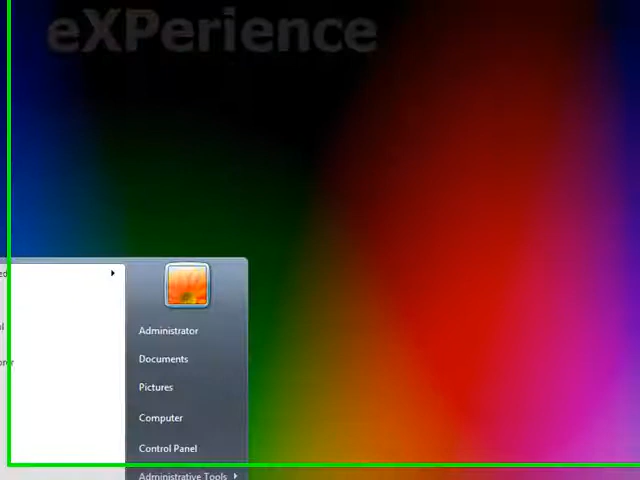 eXPerience
Administrator
Documents
Pictures
Computer
Control Panel
Administrative Tools